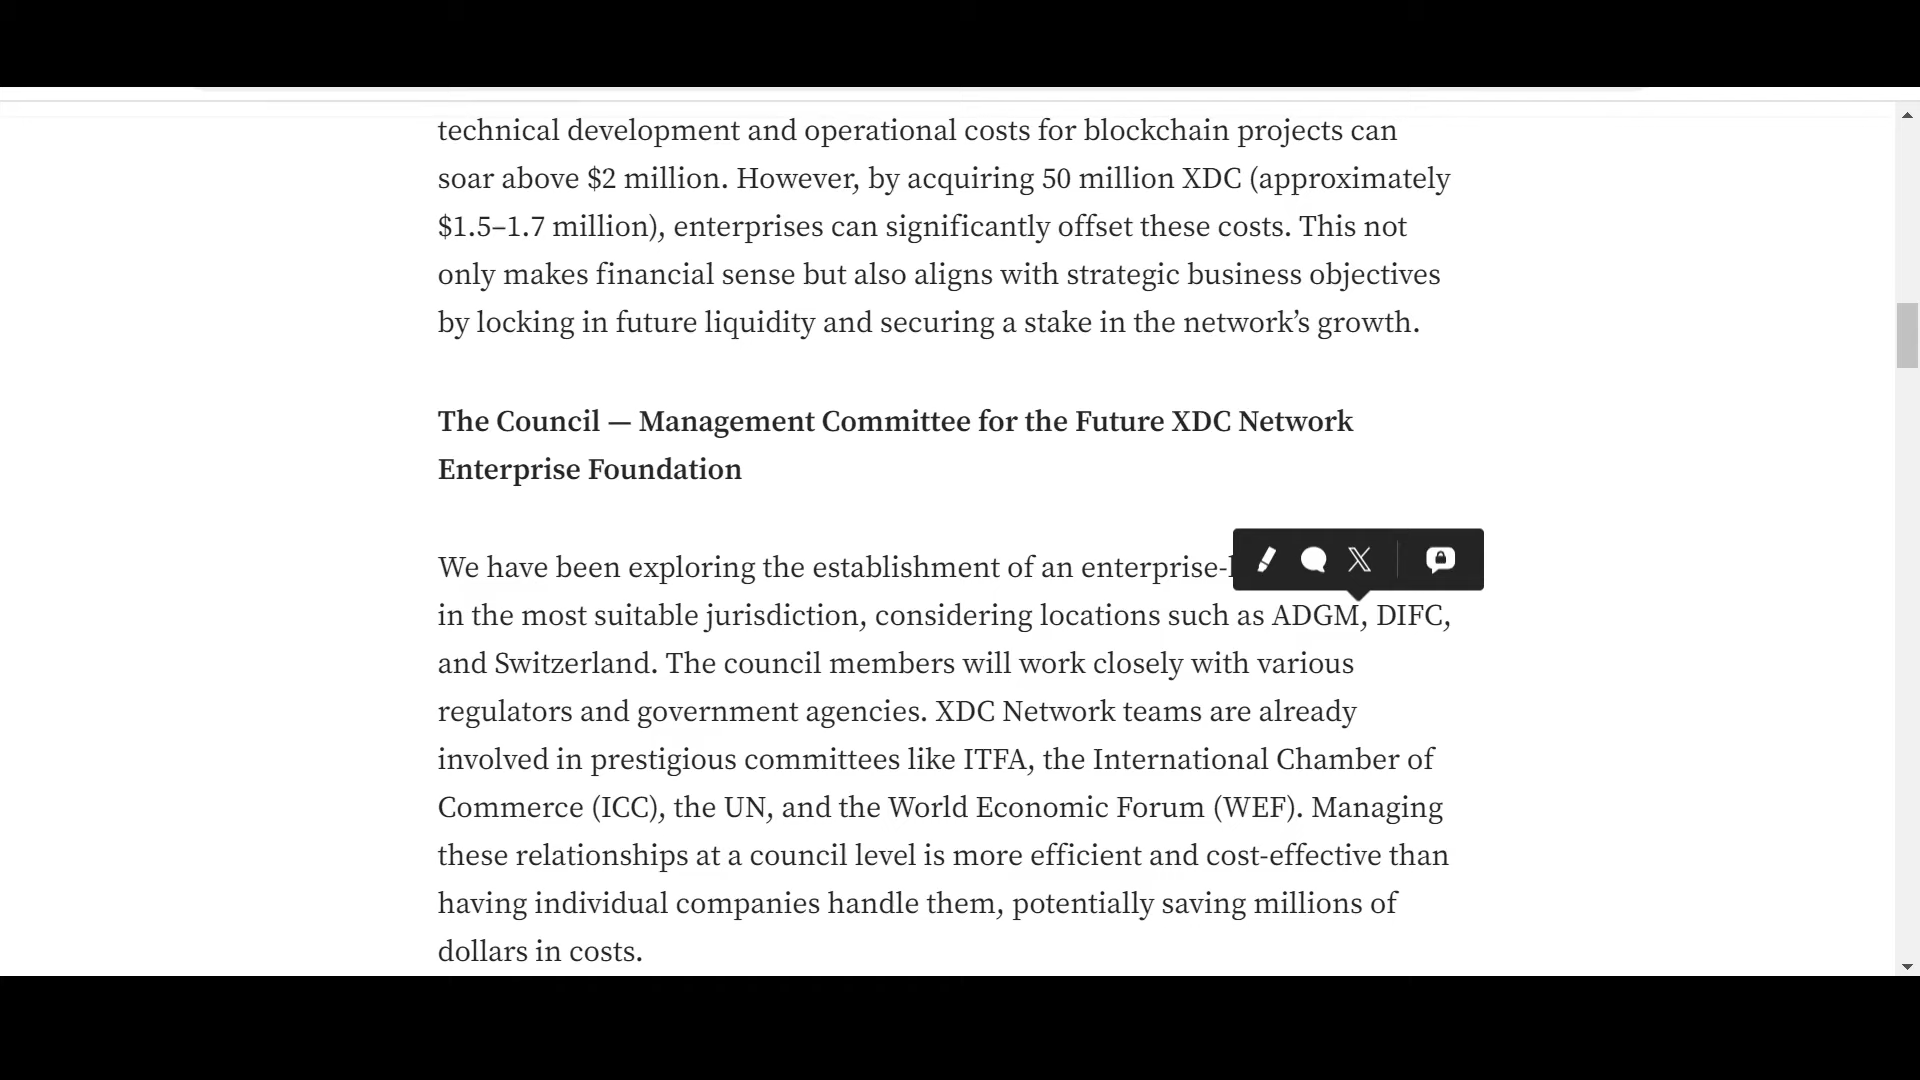 technical development and operational costs for blockchain projects can
soar above $2 million. However, by acquiring 50 million XDC (approximately
$1.5–1.7 million), enterprises can significantly offset these costs. This not
only makes financial sense but also aligns with strategic business objectives
by locking in future liquidity and securing a stake in the network’s growth.
The Council — Management Committee for the Future XDC Network
Enterprise Foundation
We have been exploring the establishment of an
in the most suitable jurisdiction, considering locations such as ADGM, DIFC,
and Switzerland. The council members will work closely with various
regulators and government agencies. XDC Network teams are already
involved in prestigious committees like ITFA, the International Chamber of
Commerce (ICC), the UN, and the World Economic Forum (WEF). Managing
these relationships at a council level is more efficient and cost-effective than
having individual companies handle them, potentially saving millions of
dollars in costs.